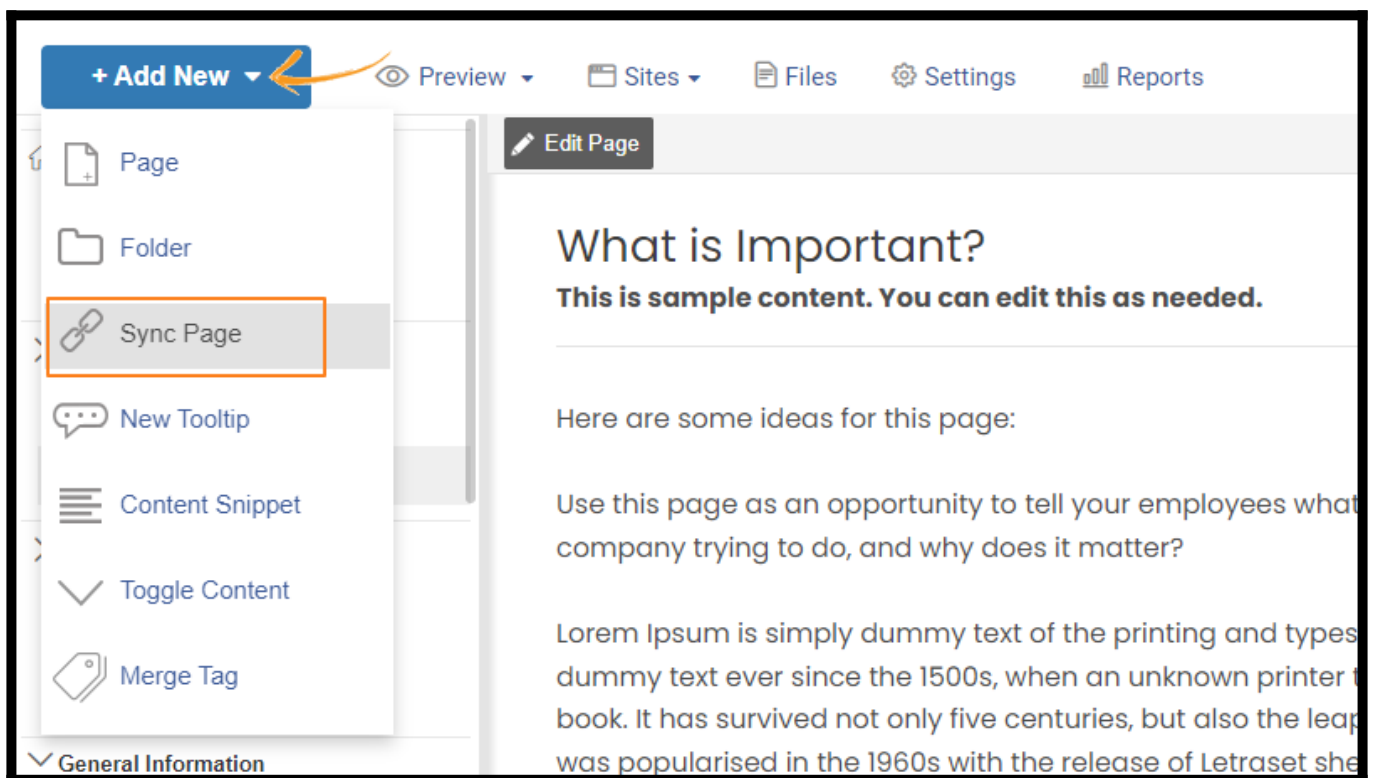 + Add New
Preview
Sites
Files
Settings
Reports
Page
Folder
Sync Page
New Tooltip
Content Snippet
Toggle Content
Merge Tag
General Information
Edit Page
What is Important?
This is sample content. You can edit this as needed.
Here are some ideas for this page:
Use this page as an opportunity to tell your employees what
company trying to do, and why does it matter?
Lorem Ipsum is simply dummy text of the printing and types
dummy text ever since the 1500s, when an unknown printer
book. It has survived not only five centuries, but also the leap
was popularised in the 1960s with the release of Letraset she